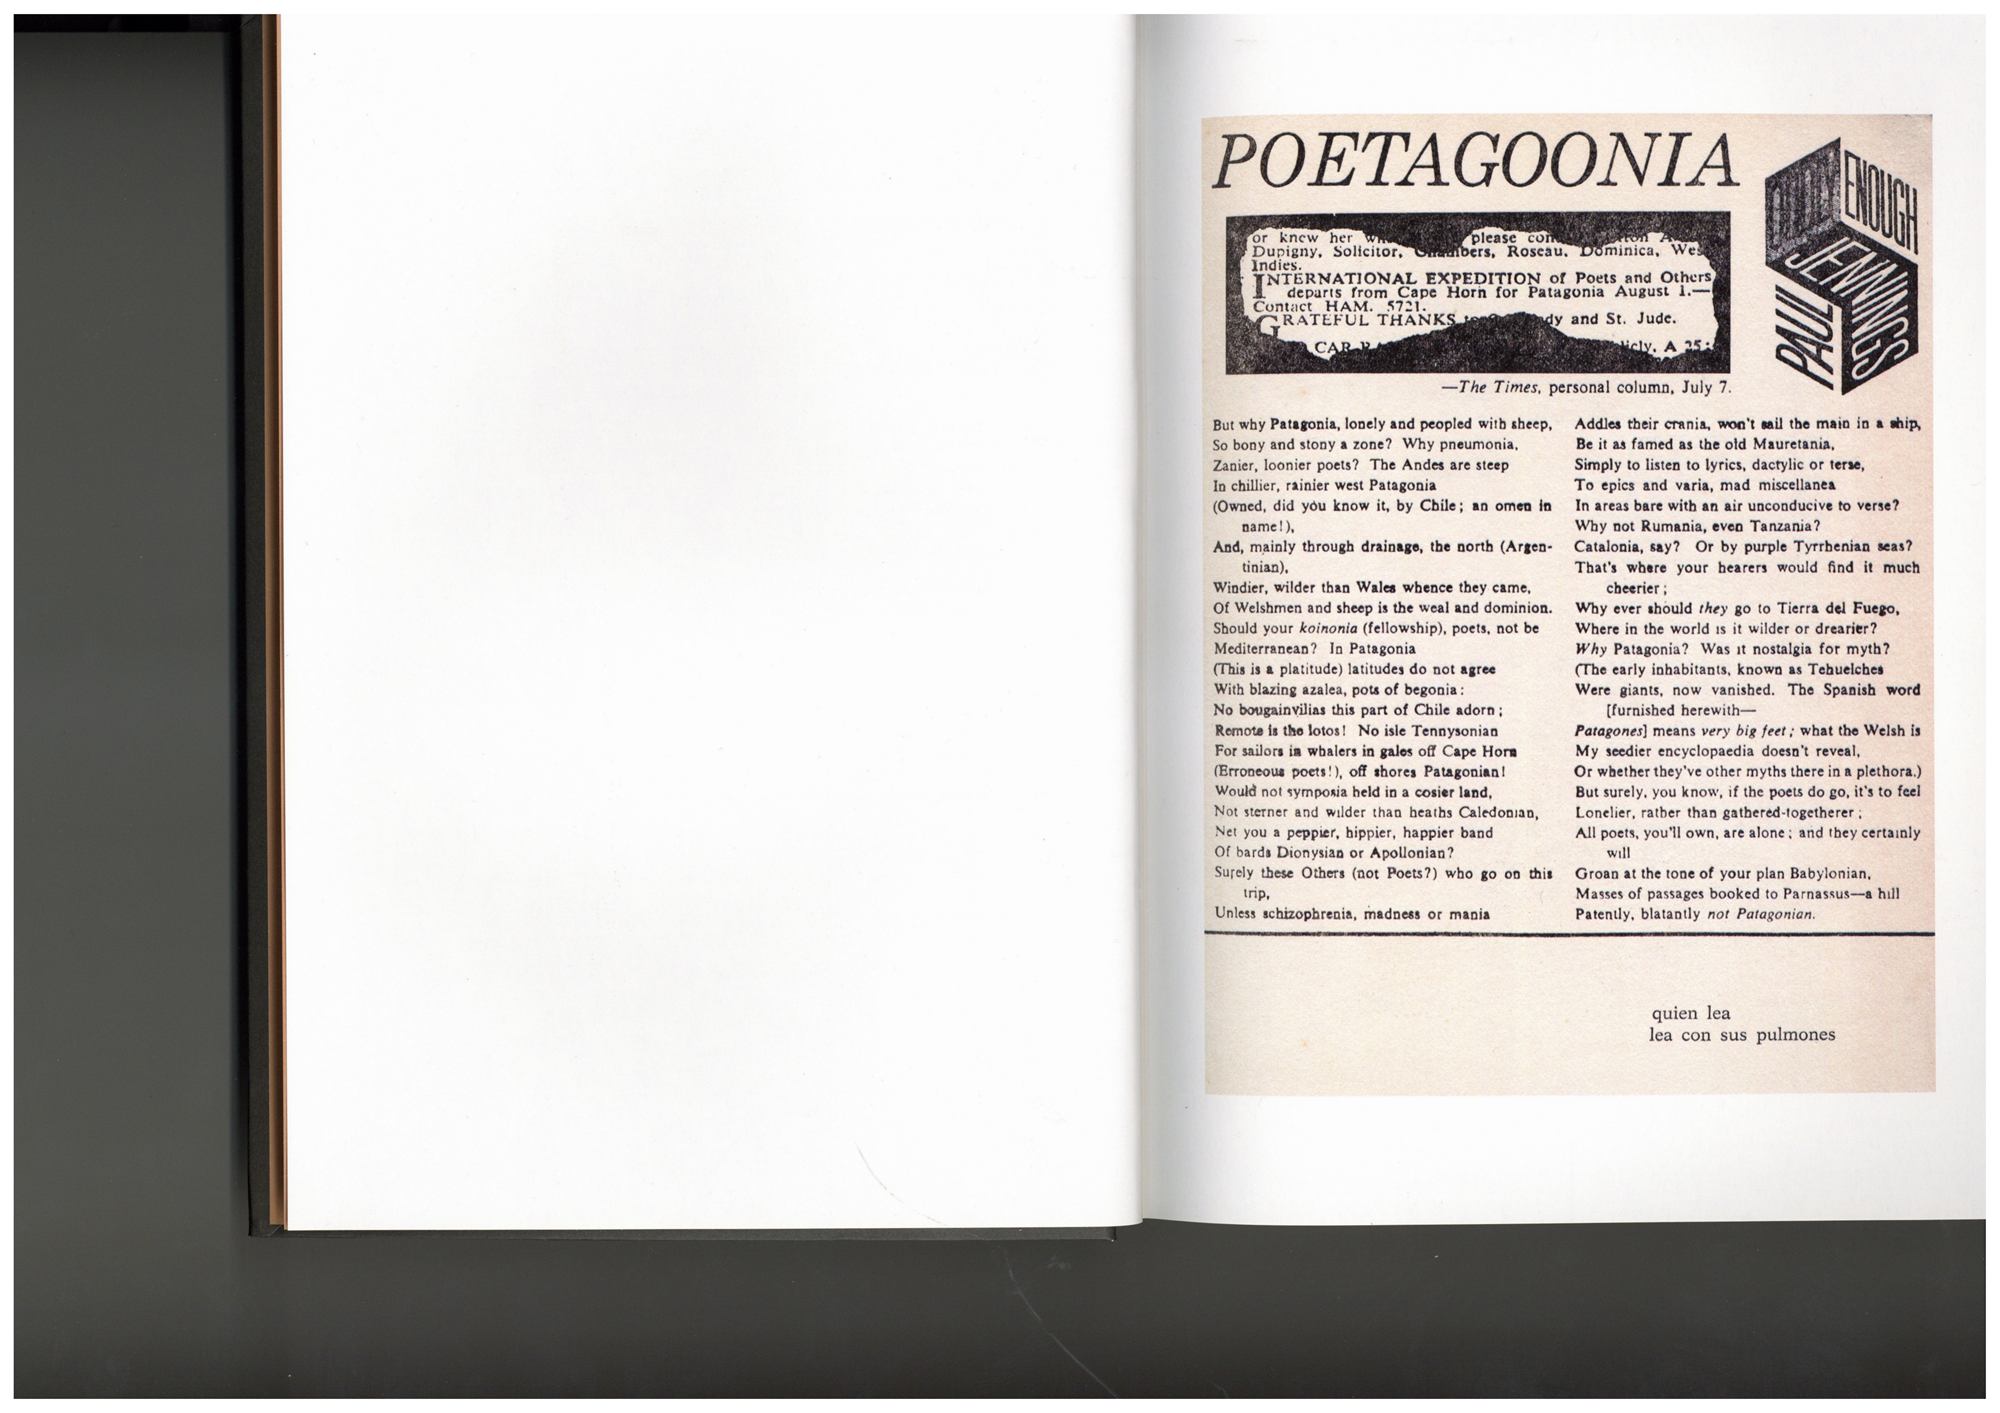 POETAGOONIA
ODDLY
ENOUGH
PAUL
JENNINGS
or knew her please
Dupigny, Solicitor, Chambers, Roseau, Dominica, West
Indies.
INTERNATIONAL EXPEDITION of Poets and Others
departs from Cape Horn for Patagonia August 1.—
Contact HAM. 5721.
GRATEFUL THANKS and St. Jude.
CAR A
—The Times, personal column, July 7.
But why Patagonia, lonely and peopled with sheep,
So bony and stony a zone? Why pneumonia,
Zanier, loonier poets? The Andes are steep
In chillier, rainier west Patagonia
(Owned, did you know it, by Chile; an omen in
name!),
And, mainly through drainage, the north (Argen-
tinian),
Windier, wilder than Wales whence they came,
Of Welshmen and sheep is the weal and dominion.
Should your koinonia (fellowship), poets, not be
Mediterranean? In Patagonia
(This is a platitude) latitudes do not agree
With blazing azalea, pots of begonia:
No bougainvilias this part of Chile adorn;
Remote is the lotos! No isle Tennysonian
For sailors in whalers in gales off Cape Horn
(Erroneous poets!), off shores Patagonian!
Would not symposia held in a cosier land,
Not sterner and wilder than heaths Caledonian,
Net you a peppier, hippier, happier band
Of bards Dionysian or Apollonian?
Surely these Others (not Poets?) who go on this
trip,
Unless schizophrenia, madness or mania
Addles their crania, won't sail the main in a ship,
Be it as famed as the old Mauretania,
Simply to listen to lyrics, dactylic or terse,
To epics and varia, mad miscellanea
In areas bare with an air unconducive to verse?
Why not Rumania, even Tanzania?
Catalonia, say? Or by purple Tyrrhenian seas?
That's where your hearers would find it much
cheerier;
Why ever should they go to Tierra del Fuego,
Where in the world is it wilder or drearier?
Why Patagonia? Was it nostalgia for myth?
(The early inhabitants, known as Tehuelches
Were giants, now vanished. The Spanish word
[furnished herewith—
Patagones] means very big feet; what the Welsh is
My seedier encyclopaedia doesn't reveal,
Or whether they've other myths there in a plethora.)
But surely, you know, if the poets do go, it's to feel
Lonelier, rather than gathered-togetherer;
All poets, you'll own, are alone; and they certainly
will
Groan at the tone of your plan Babylonian,
Masses of passages booked to Parnassus—a hill
Patently, blatantly not Patagonian.
quien lea
lea con sus pulmones